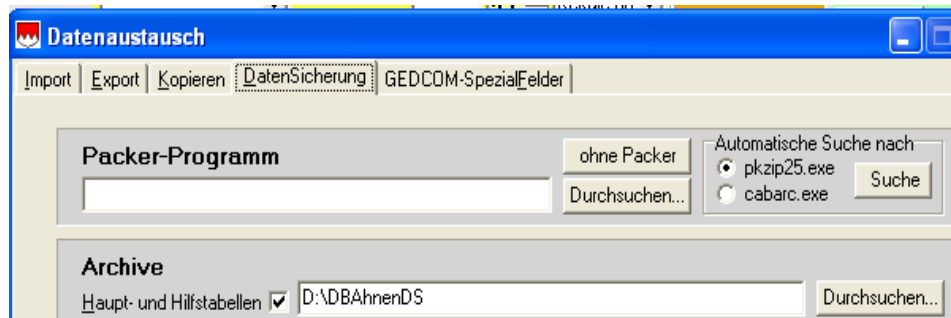 Datenaustausch
Import Export Kopieren DatenSicherung GEDCOM-SpezialFelder
Packer-Programm
ohne Packer
Durchsuchen...
Automatische Suche nach
pkzip25.exe
cabarc.exe
Suche
Archive
Haupt- und Hilfstabellen D:\DBAhnenDS Durchsuchen...